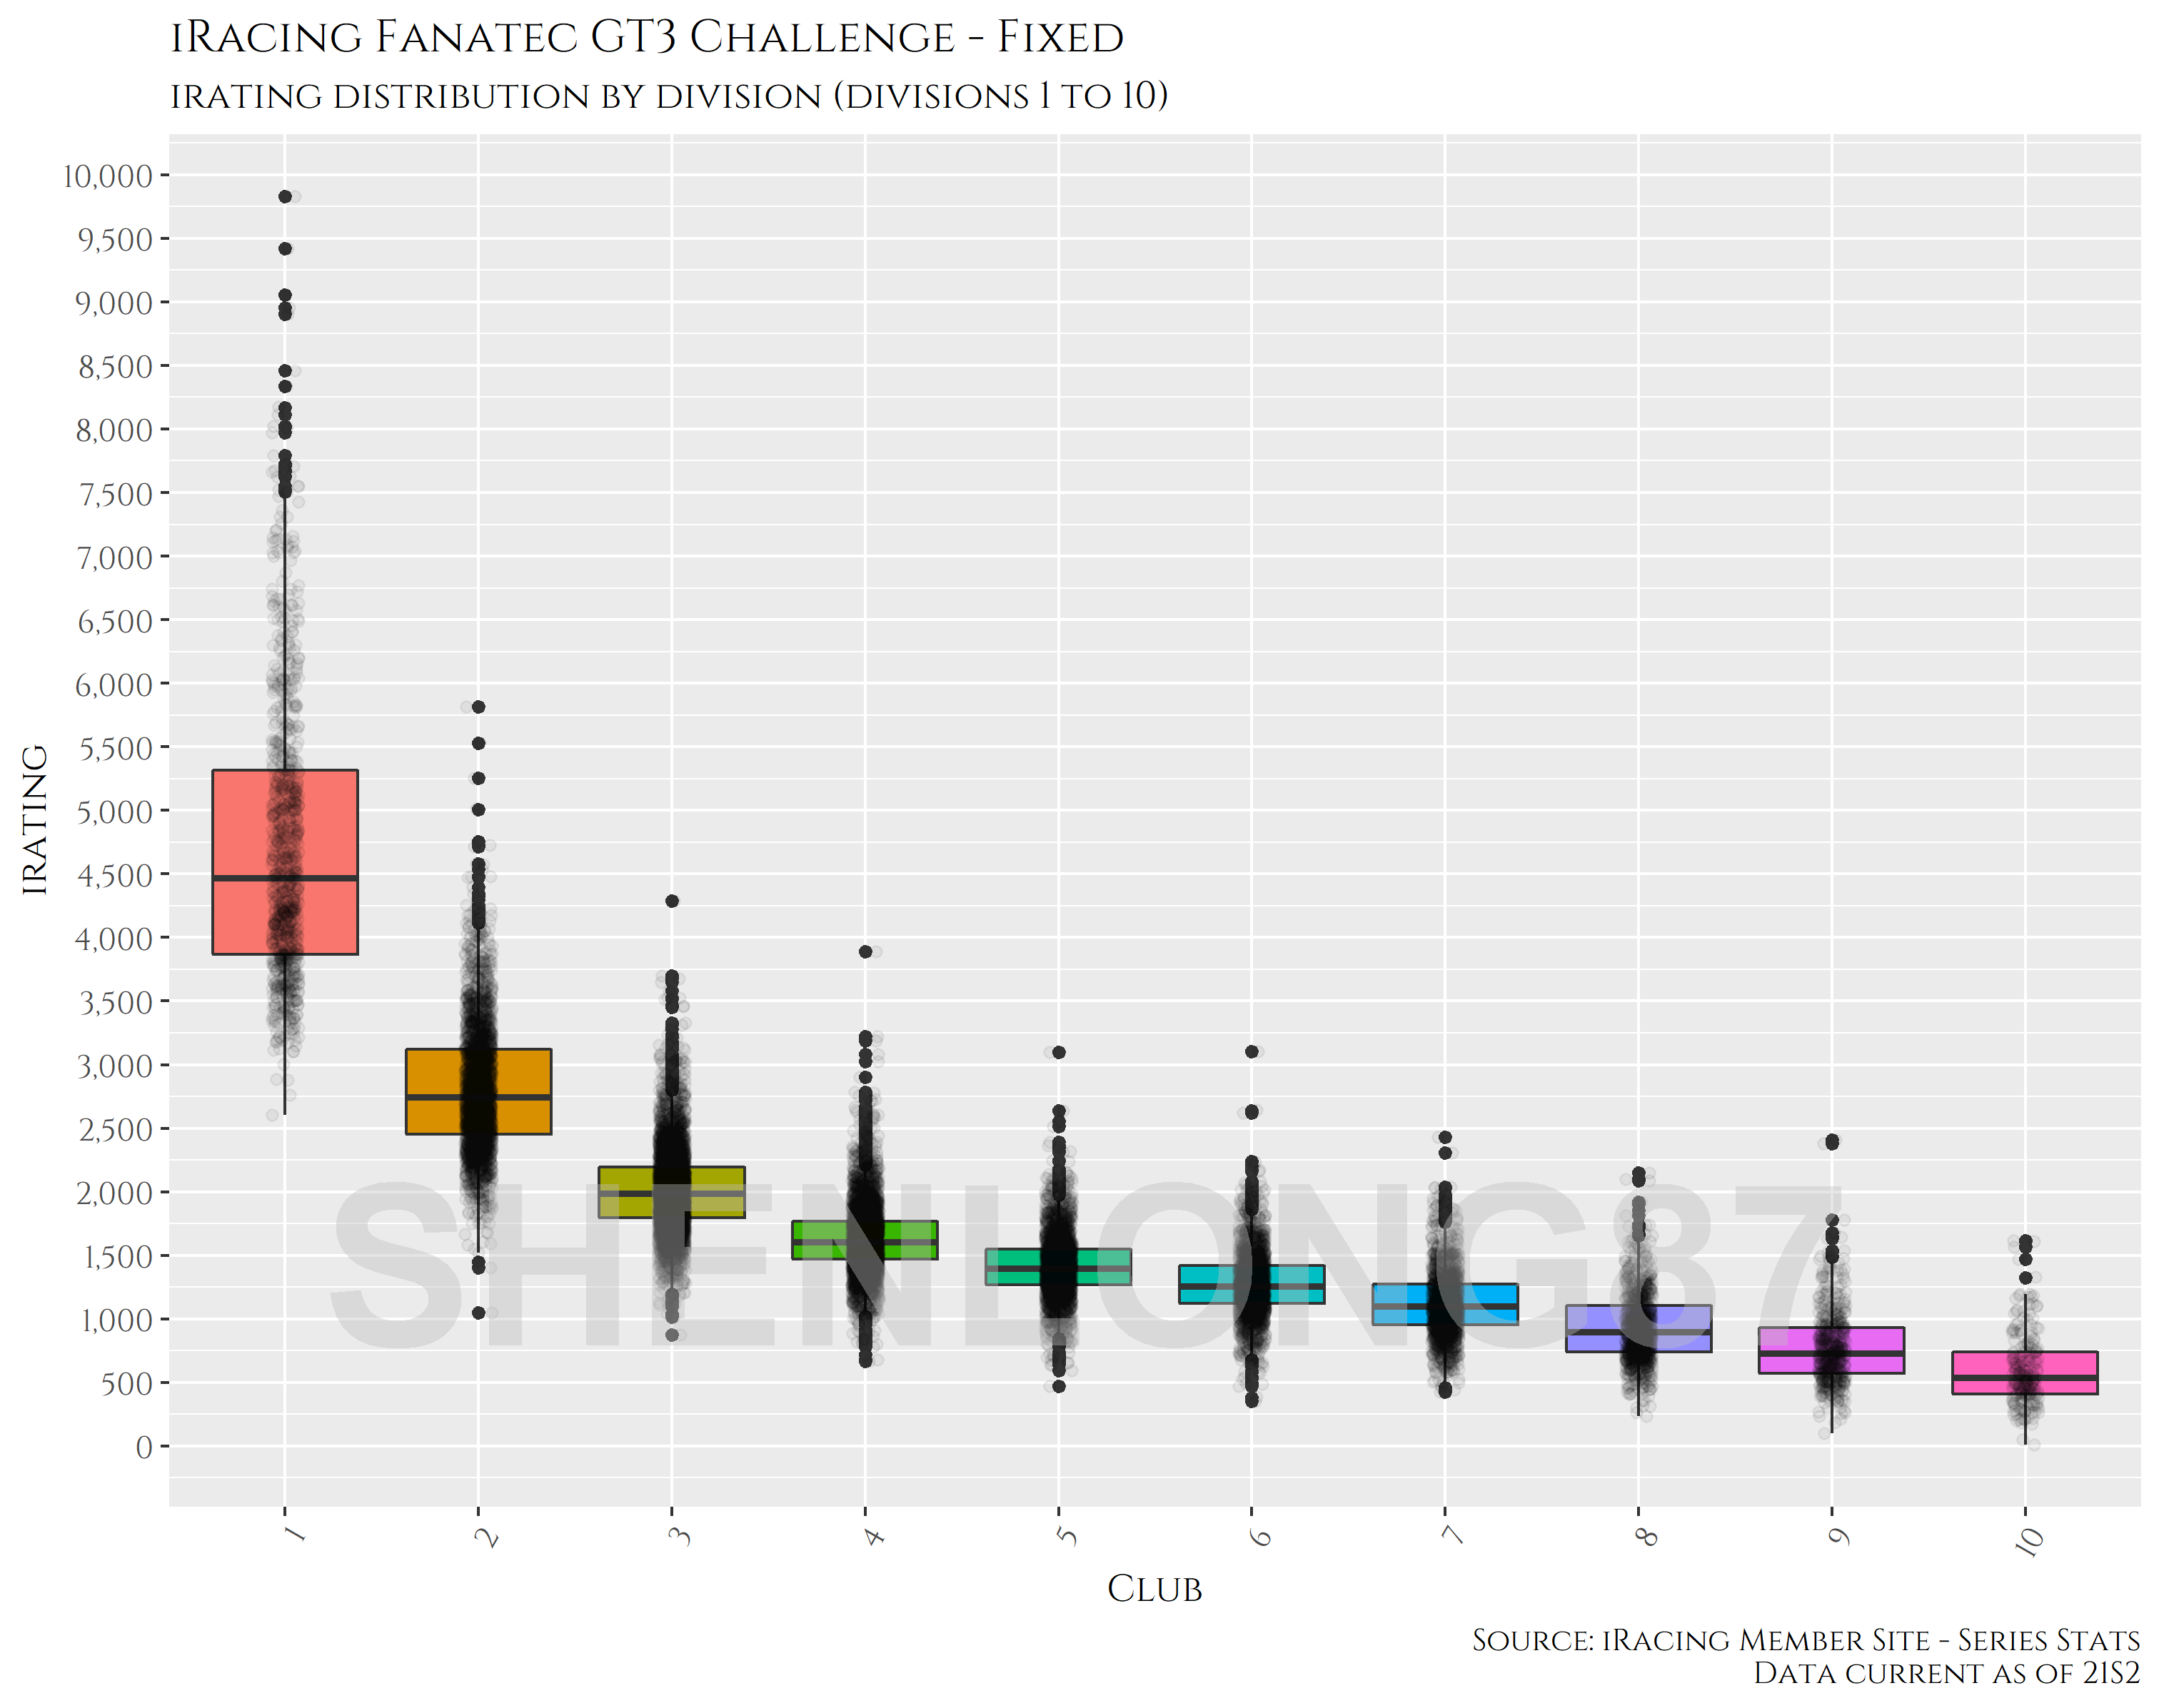 iRacing Fanatec GT3 Challenge - Fixed
irating distribution by division (divisions 1 to 10)
10,000
9,500
9,000
8,500
8,000
7,500
7,000
6,500
6,000
5,500
5,000
4,500
4,000
3,500
3,000
2,500
2,000
1,500
1,000
500
0
irating
SHENLONG87
1 2 3 4 5 6 7 8 9 10
Club
Source: iRacing Member Site - Series Stats
Data current as of 21S2